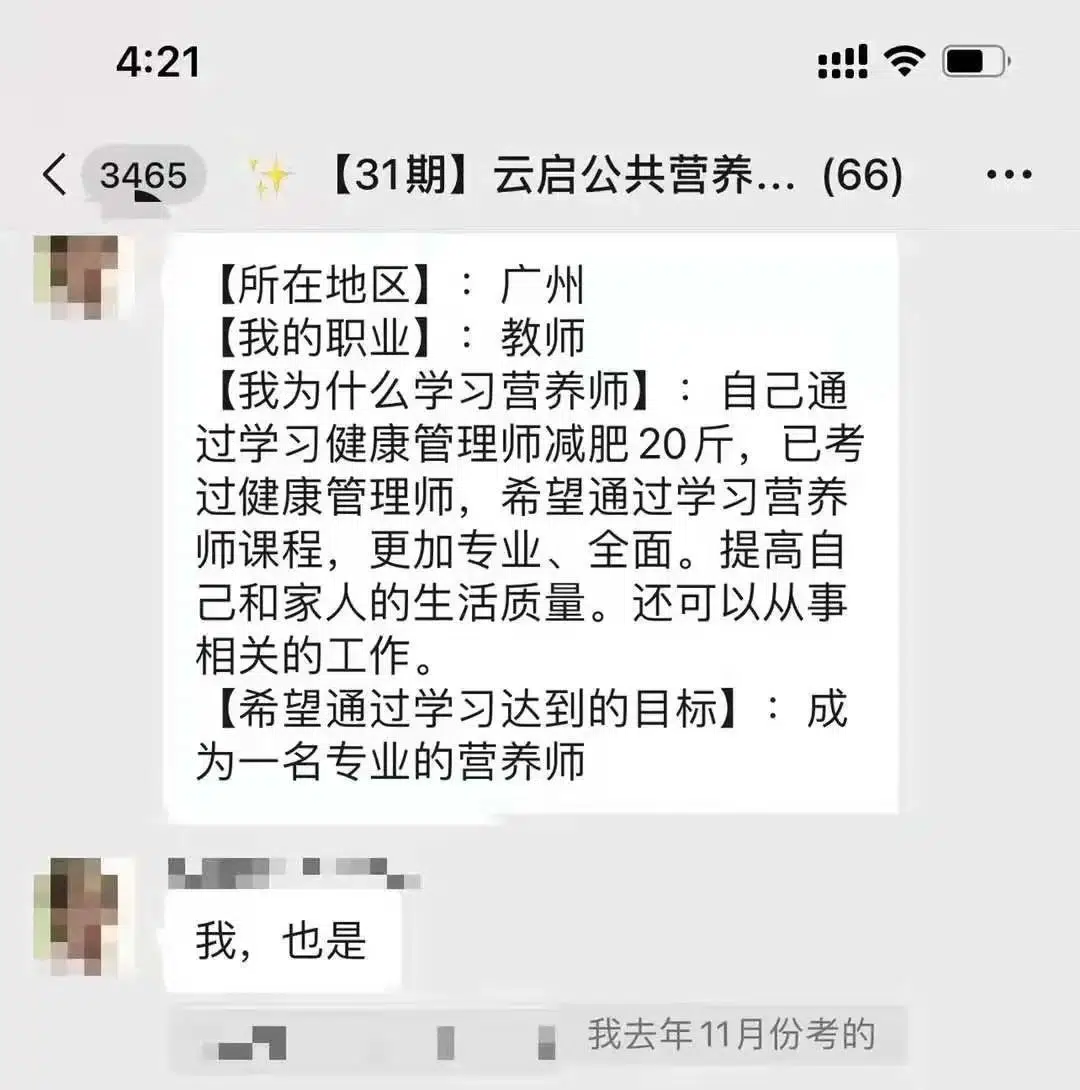 4:21
3465 ✨【31期】云启公共营养... (66)
【所在地区】：广州
【我的职业】：教师
【我为什么学习营养师】：自己通
过学习健康管理师减肥20斤，已考
过健康管理师，希望通过学习营养
师课程，更加专业、全面。提高自
己和家人的生活质量。还可以从事
相关的工作。
【希望通过学习达到的目标】：成
为一名专业的营养师
我，也是
我去年11月份考的